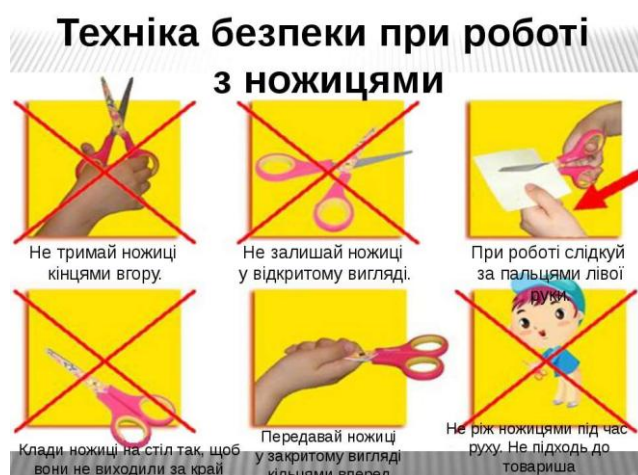 Техніка безпеки при роботі
з ножицями
Не тримай ножиці
кінцями вгору.
Не залишай ножиці
у відкритому вигляді.
При роботі слідкуй
за пальцями лівої
руки.
Клади ножиці на стіл так, щоб
вони не виходили за край
Передавай ножиці
у закритому вигляді
кільцями вперед
Не ріж ножицями під час
руху. Не підходь до
товариша